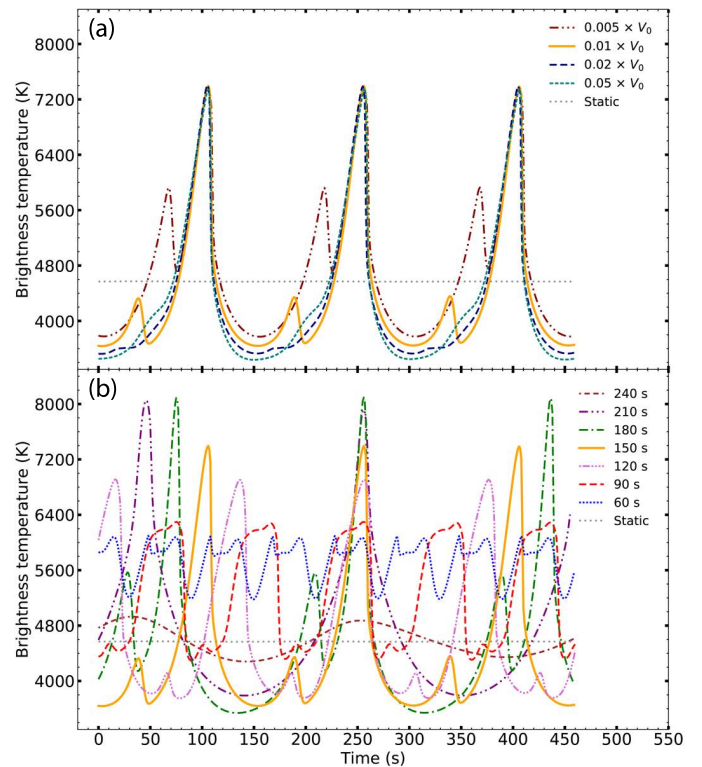 (a)
0.005 × V₀
0.01 × V₀
0.02 × V₀
0.05 × V₀
Static
8000
7200
6400
5600
4800
4000
Brightness temperature (K)
(b)
240 s
210 s
180 s
150 s
120 s
90 s
60 s
Static
8000
7200
6400
5600
4800
4000
Brightness temperature (K)
0 50 100 150 200 250 300 350 400 450 500 550
Time (s)